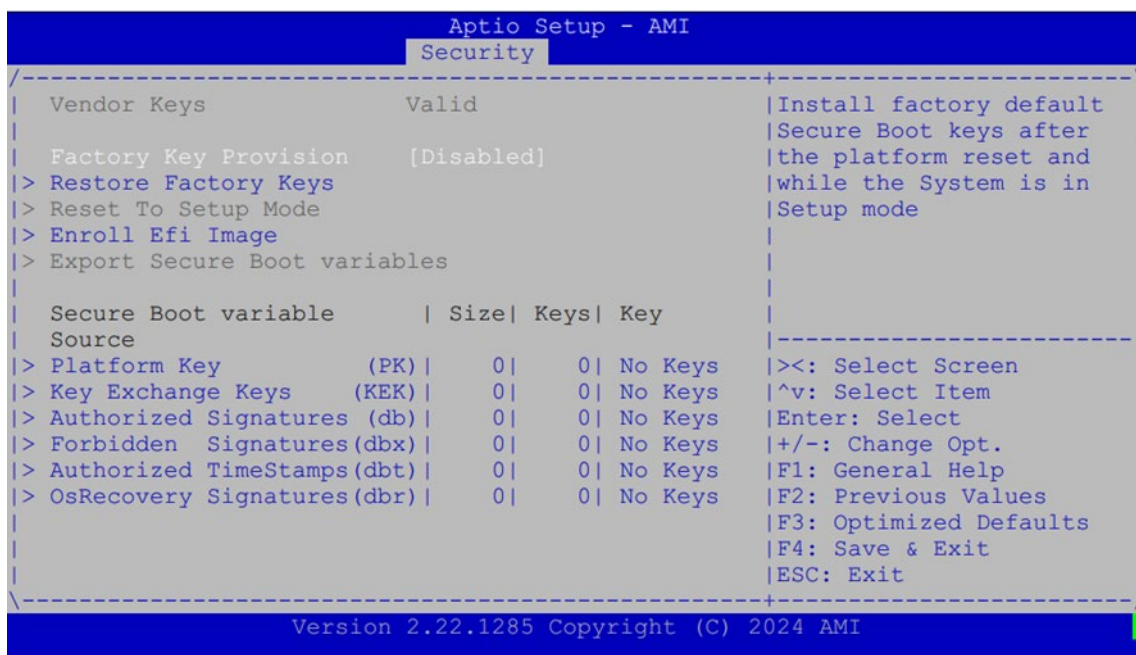 Aptio Setup - AMI
Security
/------------------------------------------------------+--------------------------\
| Vendor Keys Valid |Install factory default
| |Secure Boot keys after
| Factory Key Provision [Disabled] |the platform reset and
|> Restore Factory Keys |while the System is in
|> Reset To Setup Mode |Setup mode
|> Enroll Efi Image |
|> Export Secure Boot variables |
| |
| Secure Boot variable | Size| Keys| Key |
| Source |--------------------------
|> Platform Key (PK)| 0| 0| No Keys |><: Select Screen
|> Key Exchange Keys (KEK)| 0| 0| No Keys |^v: Select Item
|> Authorized Signatures (db)| 0| 0| No Keys |Enter: Select
|> Forbidden Signatures(dbx)| 0| 0| No Keys |+/-: Change Opt.
|> Authorized TimeStamps(dbt)| 0| 0| No Keys |F1: General Help
|> OsRecovery Signatures(dbr)| 0| 0| No Keys |F2: Previous Values
| |F3: Optimized Defaults
| |F4: Save & Exit
| |ESC: Exit
\------------------------------------------------------+--------------------------/
Version 2.22.1285 Copyright (C) 2024 AMI